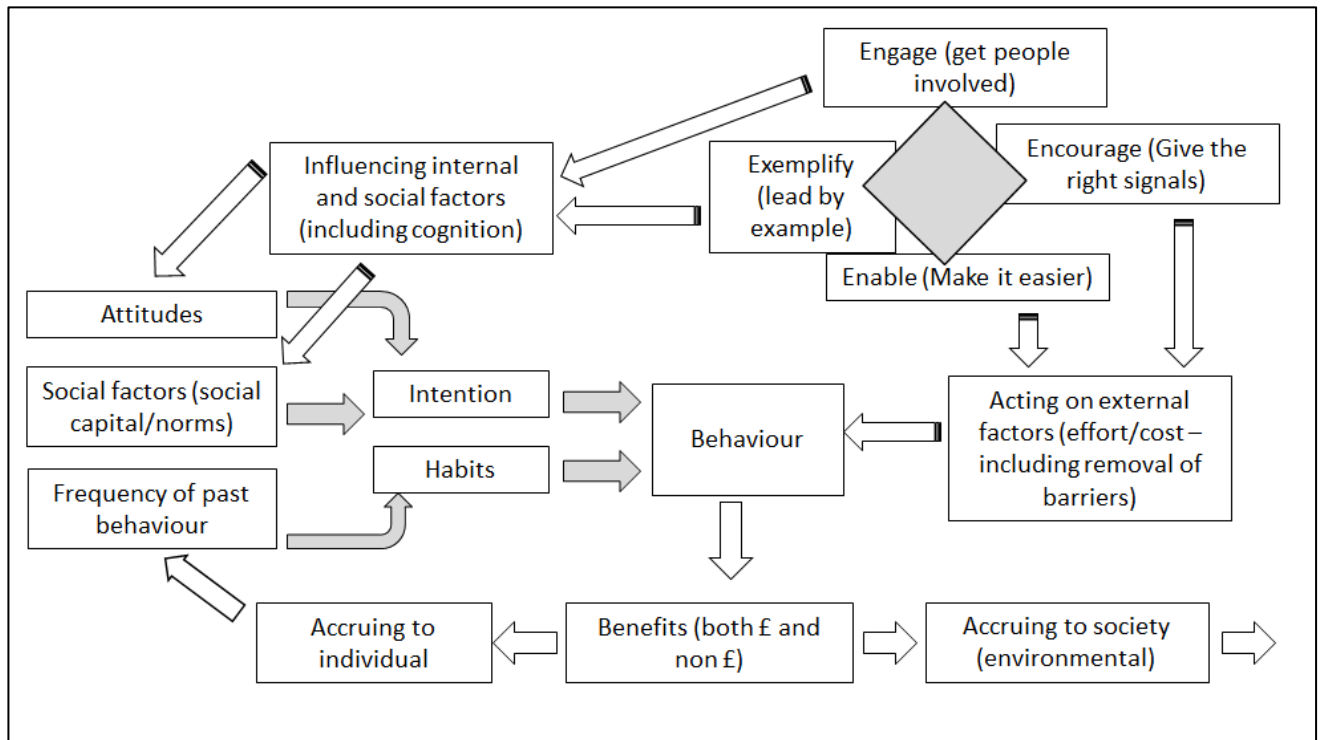 Engage (get people
involved)
Encourage (Give the
right signals)
Exemplify
(lead by
example)
Enable (Make it easier)
Influencing internal
and social factors
(including cognition)
Attitudes
Social factors (social
capital/norms)
Frequency of past
behaviour
Intention
Habits
Behaviour
Acting on external
factors (effort/cost –
including removal of
barriers)
Accruing to
individual
Benefits (both £ and
non £)
Accruing to society
(environmental)